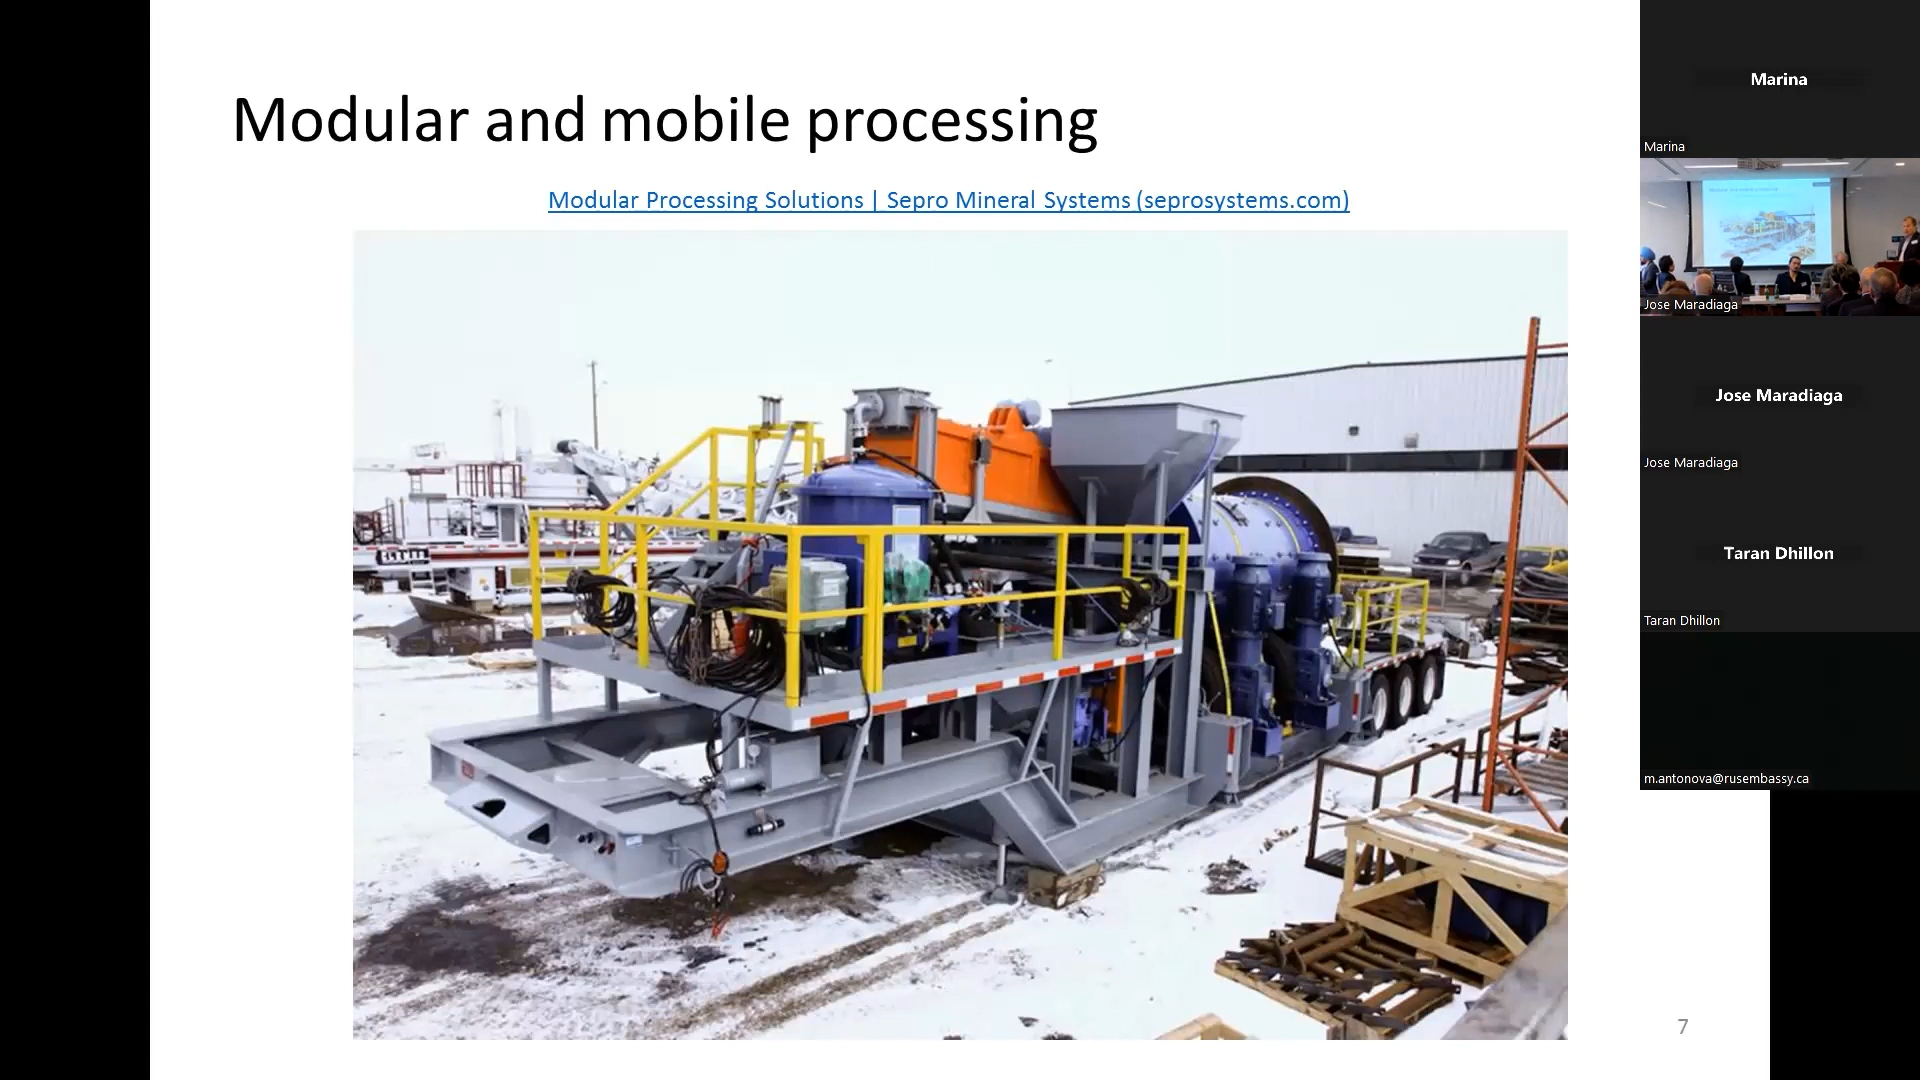 Modular and mobile processing
Modular Processing Solutions | Sepro Mineral Systems (seprosystems.com)
7
Marina
Marina
Jose Maradiaga
Jose Maradiaga
Jose Maradiaga
Taran Dhillon
Taran Dhillon
m.antonova@rusembassy.ca